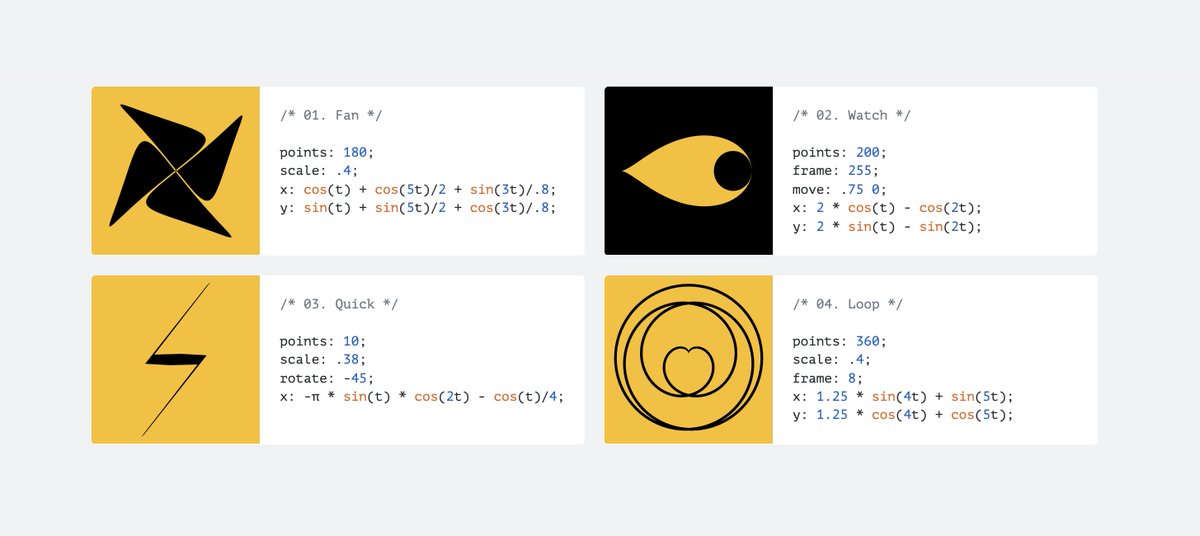 /* 01. Fan */
points: 180;
scale: .4;
x: cos(t) + cos(5t)/2 + sin(3t)/.8;
y: sin(t) + sin(5t)/2 + cos(3t)/.8;
/* 02. Watch */
points: 200;
frame: 255;
move: .75 0;
x: 2 * cos(t) - cos(2t);
y: 2 * sin(t) - sin(2t);
/* 03. Quick */
points: 10;
scale: .38;
rotate: -45;
x: -π * sin(t) * cos(2t) - cos(t)/4;
/* 04. Loop */
points: 360;
scale: .4;
frame: 8;
x: 1.25 * sin(4t) + sin(5t);
y: 1.25 * cos(4t) + cos(5t);